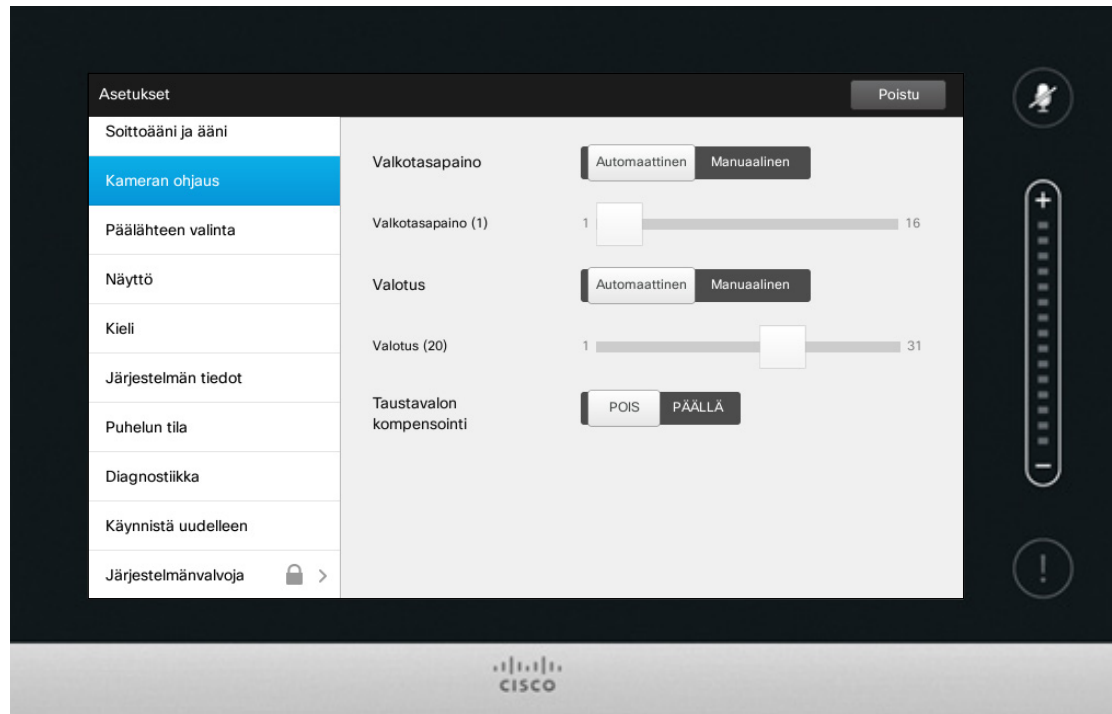 Asetukset
Poistu
Soittoääni ja ääni
Kameran ohjaus
Päälähteen valinta
Näyttö
Kieli
Järjestelmän tiedot
Puhelun tila
Diagnostiikka
Käynnistä uudelleen
Järjestelmänvalvoja
Valkotasapaino
Automaattinen Manuaalinen
Valkotasapaino (1)
1 16
Valotus
Automaattinen Manuaalinen
Valotus (20)
1 31
Taustavalon
kompensointi
POIS PÄÄLLÄ
+
−
!
CISCO